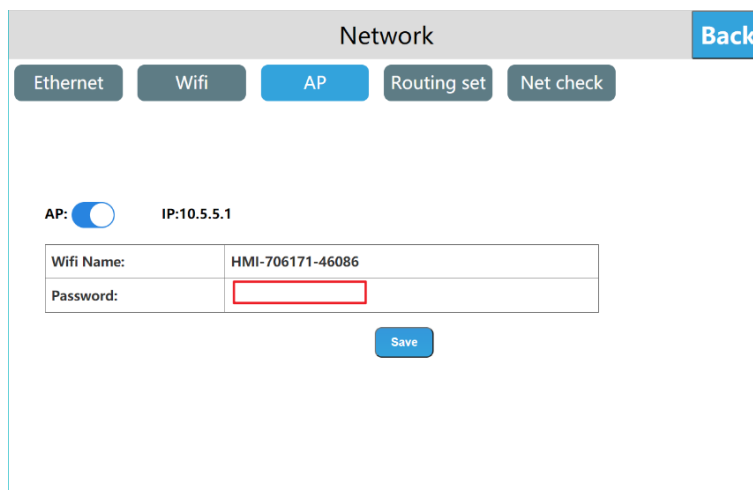 Network
Back
Ethernet Wifi AP Routing set Net check
AP: IP:10.5.5.1
Wifi Name: HMI-706171-46086
Password:
Save